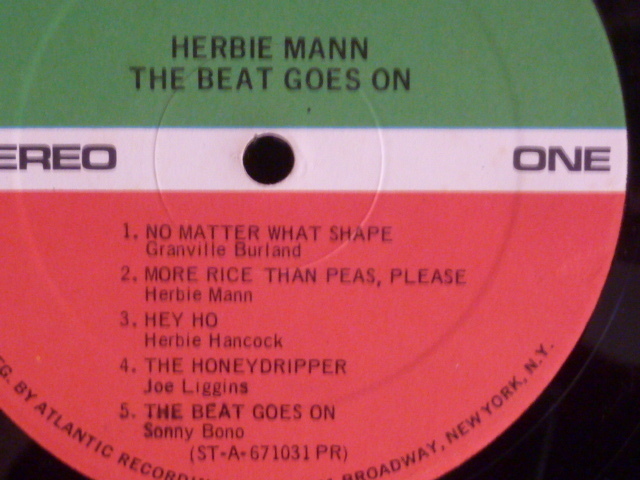 HERBIE MANN
THE BEAT GOES ON
EREO ONE
1. NO MATTER WHAT SHAPE
Granville Burland
2. MORE RICE THAN PEAS, PLEASE
Herbie Mann
3. HEY HO
Herbie Hancock
4. THE HONEYDRIPPER
Joe Liggins
5. THE BEAT GOES ON
Sonny Bono
(ST-A-671031 PR)
G. BY ATLANTIC RECORDIN BROADWAY, NEW YORK, N.Y.